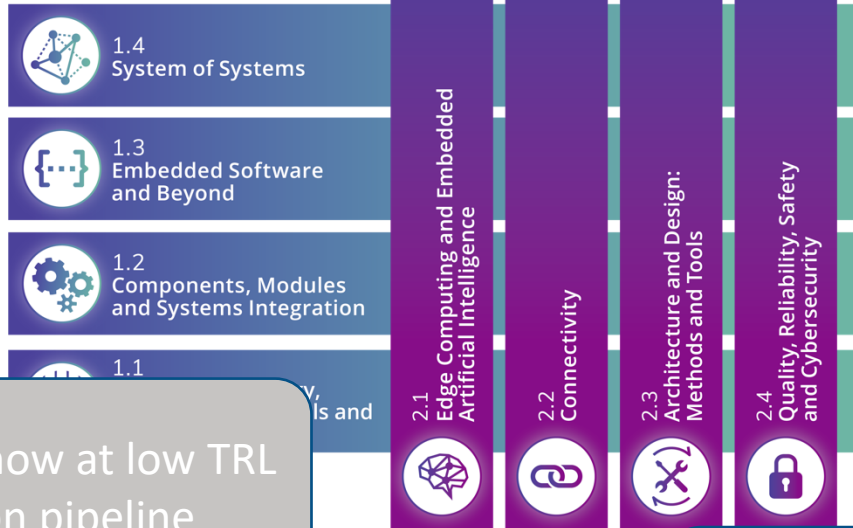 1.4
System of Systems
1.3
Embedded Software
and Beyond
1.2
Components, Modules
and Systems Integration
1.1
ls and
now at low TRL
on pipeline
2.1
Edge Computing and Embedded
Artificial Intelligence
2.2
Connectivity
2.3
Architecture and Design:
Methods and Tools
2.4
Quality, Reliability, Safety
and Cybersecurity